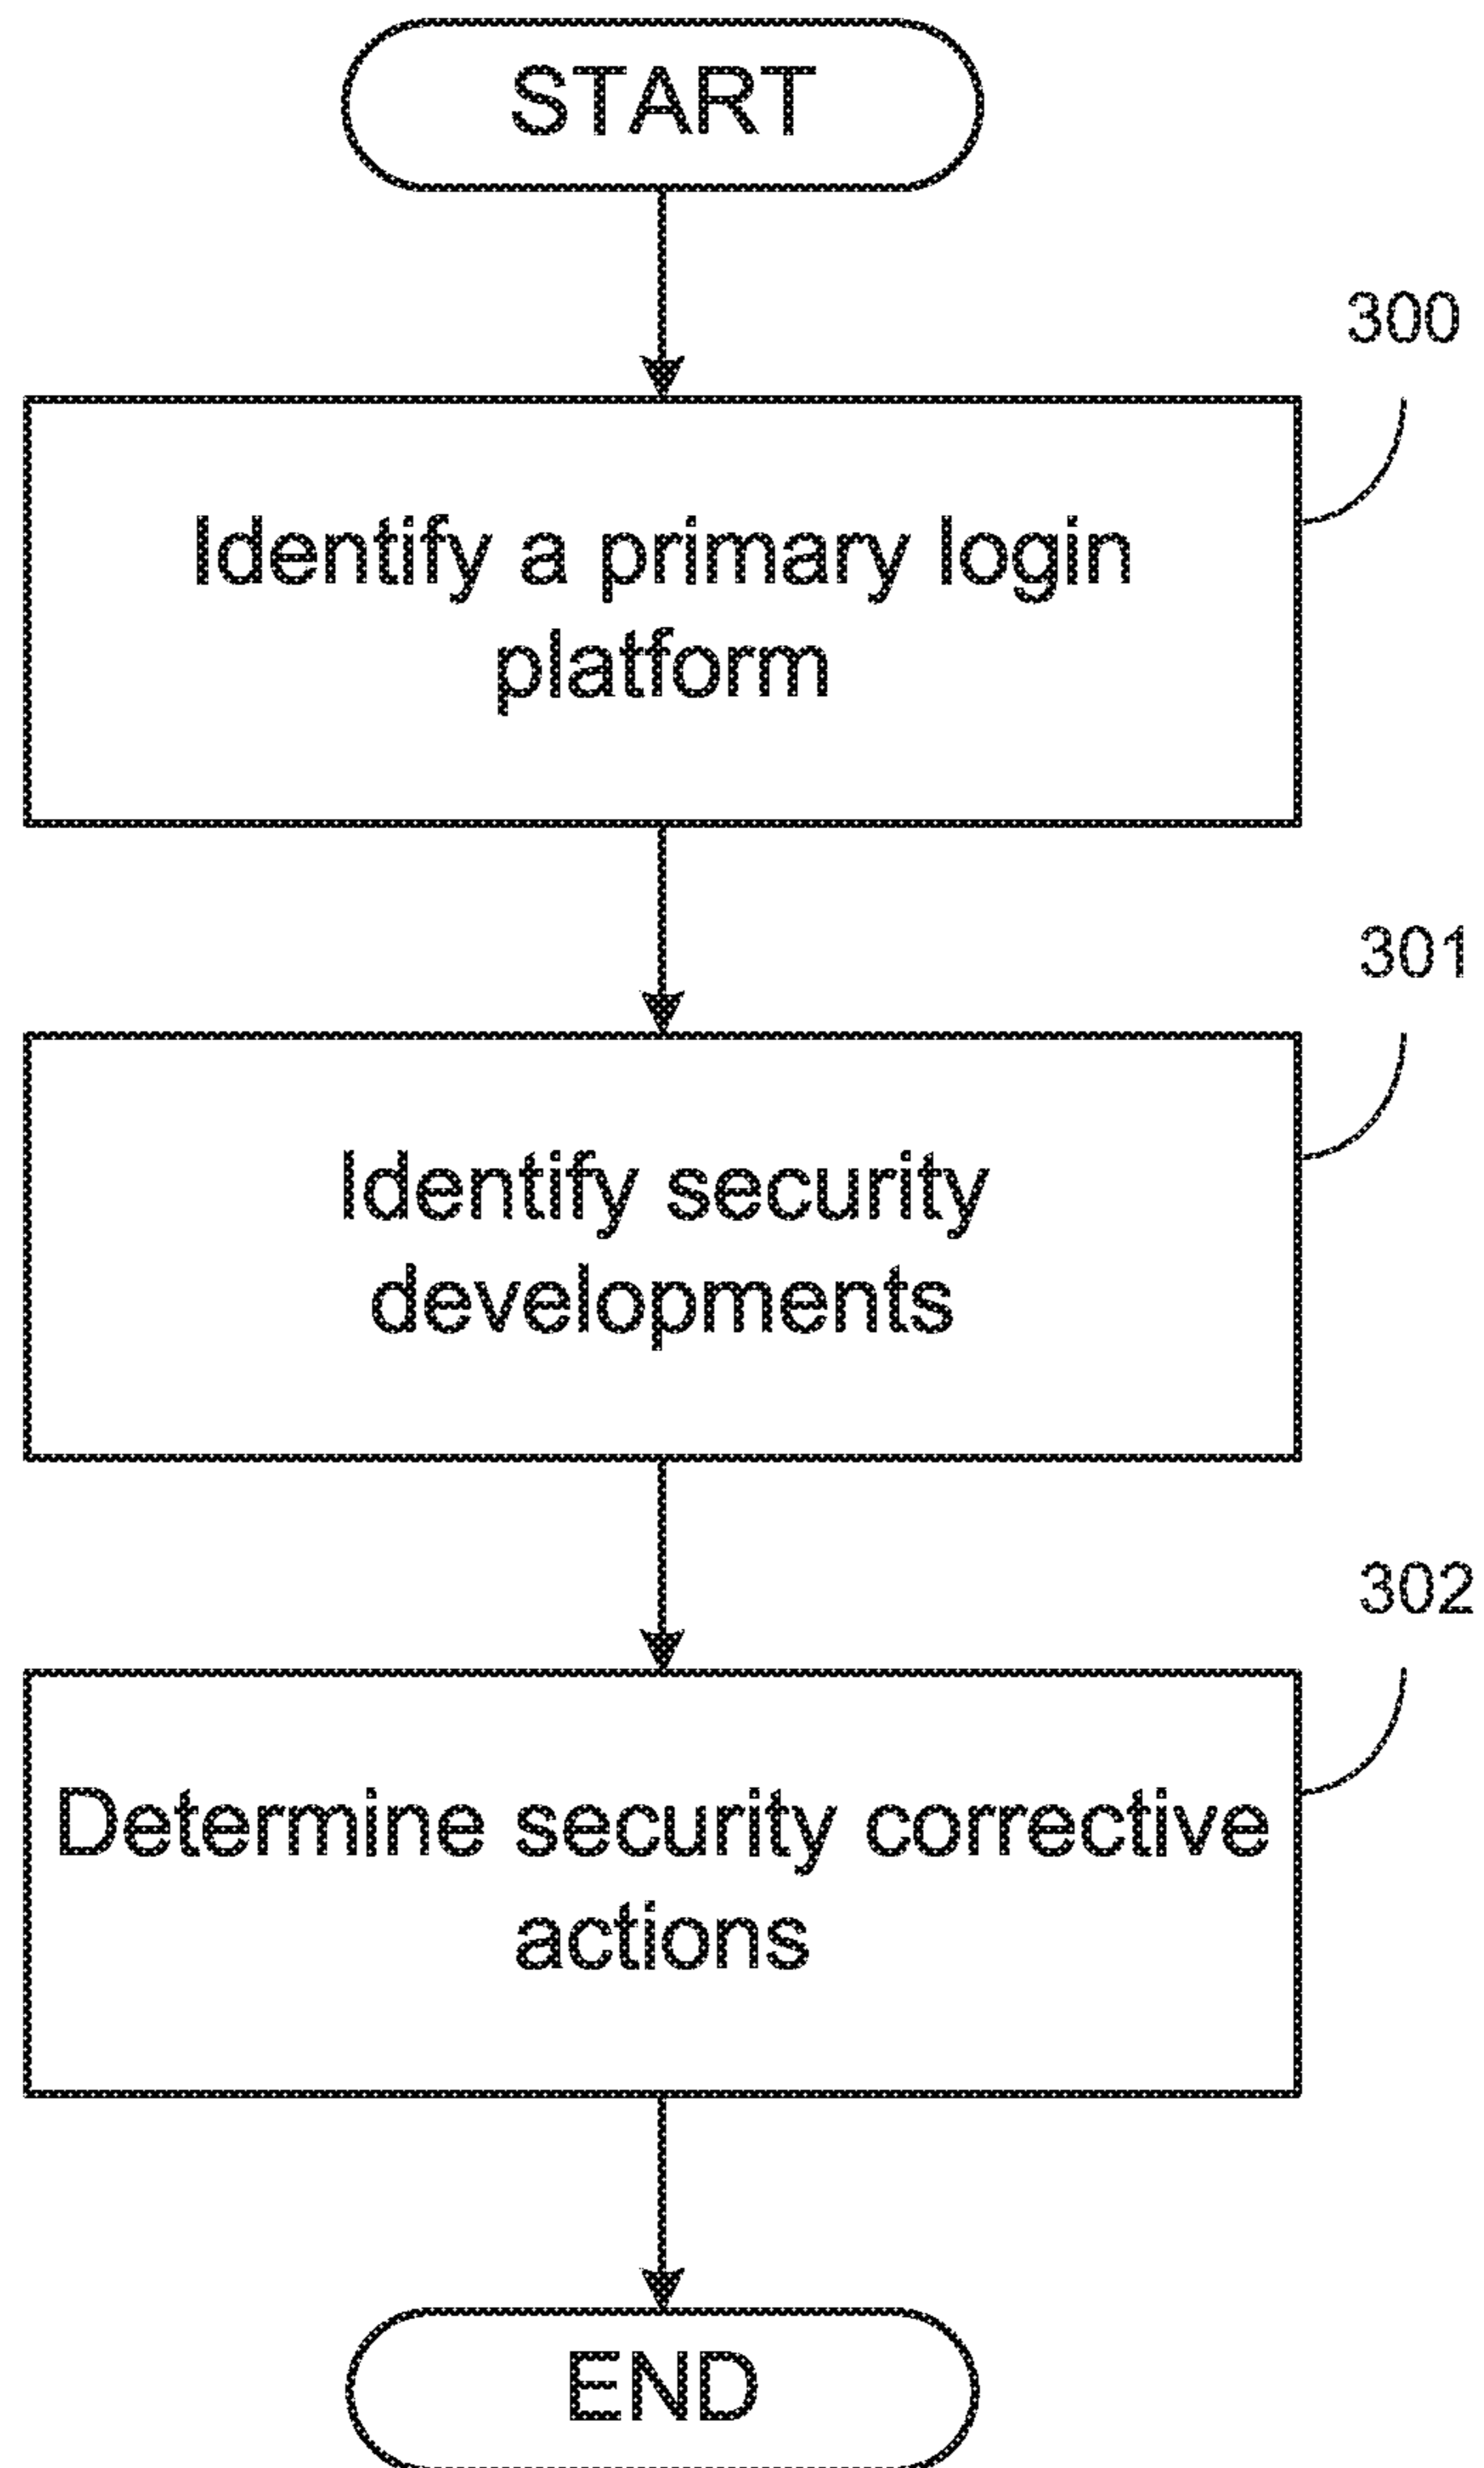 START
300
Identify a primary login
platform
301
Identify security
developments
302
Determine security corrective
actions
END